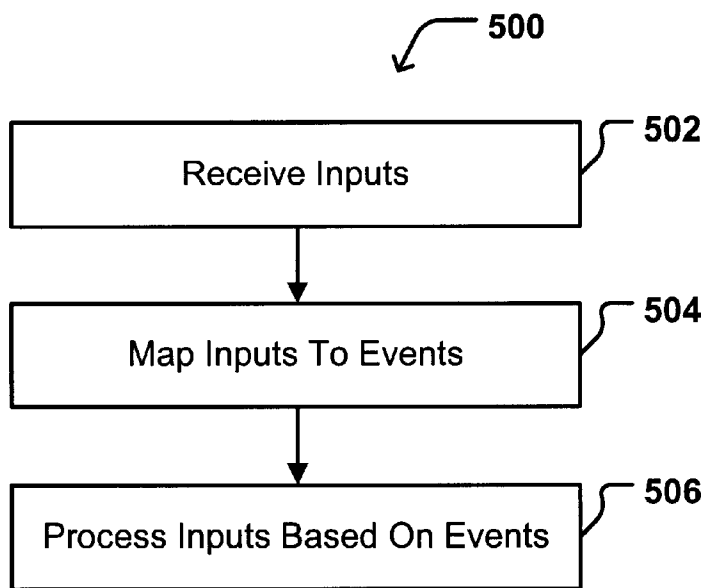 500
502
Receive Inputs
504
Map Inputs To Events
506
Process Inputs Based On Events